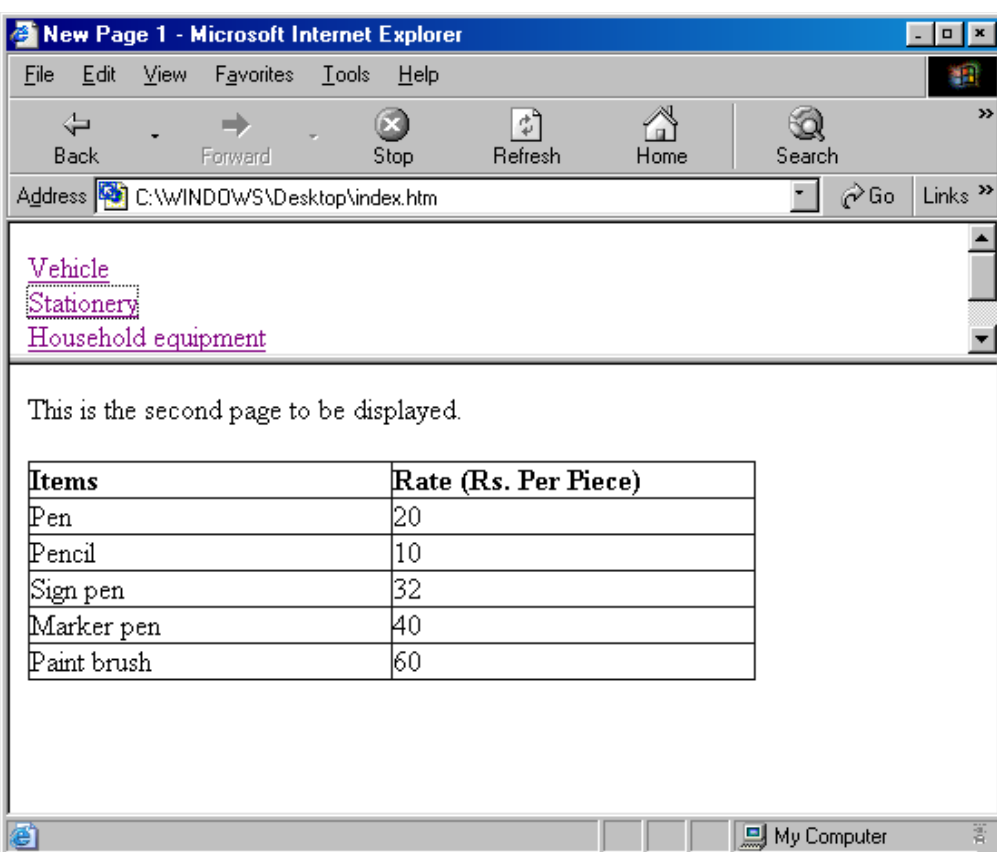 New Page 1 - Microsoft Internet Explorer
File Edit View Favorites Tools Help
Back Forward Stop Refresh Home Search »
Address C:\WINDOWS\Desktop\index.htm Go Links »
Vehicle
Stationery
Household equipment
This is the second page to be displayed.
Items Rate (Rs. Per Piece)
Pen 20
Pencil 10
Sign pen 32
Marker pen 40
Paint brush 60
My Computer